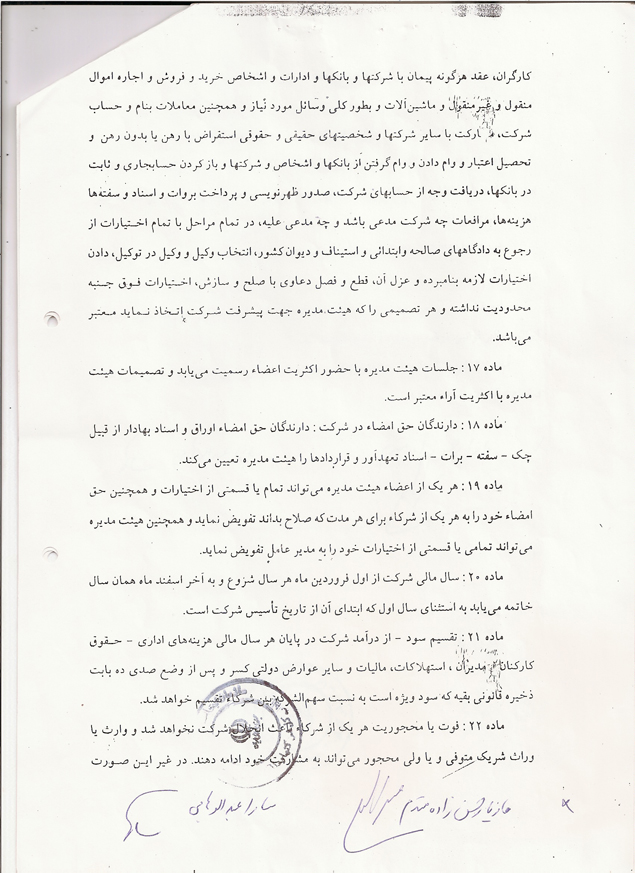 کارگران، عقد هرگونه پیمان با شرکتها و بانکها و ادارات و اشخاص خرید و فروش و اجاره اموال
منقول و غیرمنقول و ماشین‌آلات و بطور کلی وسائل مورد نیاز و همچنین معاملات بنام و حساب
شرکت، مشارکت با سایر شرکتها و شخصیتهای حقیقی و حقوقی استقراض با رهن یا بدون رهن و
تحصیل اعتبار و وام دادن و وام گرفتن از بانکها و اشخاص و شرکتها و باز کردن حسابجاری و ثابت
در بانکها، دریافت وجه از حسابهای شرکت، صدور ظهرنویسی و پرداخت بروات و اسناد و سفته‌ها
هزینه‌ها، مرافعات چه شرکت مدعی باشد و چه مدعی علیه، در تمام مراحل با تمام اختیارات از
رجوع به دادگاههای صالحه وابتدائی و استیناف و دیوان کشور، انتخاب وکیل و وکیل در توکیل، دادن
اختیارات لازمه بنامبرده و عزل آن، قطع و فصل دعاوی با صلح و سازش، اختیارات فوق جنبه
محدودیت نداشته و هر تصمیمی را که هیئت مدیره جهت پیشرفت شرکت اتخاذ نماید معتبر
می‌باشد.
ماده ۱۷ : جلسات هیئت مدیره با حضور اکثریت اعضاء رسمیت می‌یابد و تصمیمات هیئت
مدیره با اکثریت آراء معتبر است.
ماده ۱۸ : دارندگان حق امضاء در شرکت : دارندگان حق امضاء اوراق و اسناد بهادار از قبیل
چک – سفته – برات – اسناد تعهدآور و قراردادها را هیئت مدیره تعیین می‌کند.
ماده ۱۹ : هر یک از اعضاء هیئت مدیره می‌تواند تمام یا قسمتی از اختیارات و همچنین حق
امضاء خود را به هر یک از شرکاء برای هر مدت که صلاح بداند تفویض نماید و همچنین هیئت مدیره
می‌تواند تمامی یا قسمتی از اختیارات خود را به مدیر عامل تفویض نماید.
ماده ۲۰ : سال مالی شرکت از اول فروردین ماه هر سال شروع و به آخر اسفند ماه همان سال
خاتمه می‌یابد به استثنای سال اول که ابتدای آن از تاریخ تأسیس شرکت است.
ماده ۲۱ : تقسیم سود – از درآمد شرکت در پایان هر سال مالی هزینه‌های اداری – حقوق
کارکنان مدیران ، استهلاکات، مالیات و سایر عوارض دولتی کسر و پس از وضع صدی ده بابت
ذخیره قانونی بقیه که سود ویژه است به نسبت سهم‌الشرکه بین شرکاء تقسیم خواهد شد.
ماده ۲۲ : فوت یا محجوریت هر یک از شرکاء باعث انحلال شرکت نخواهد شد و وارث یا
وراث شریک متوفی و یا ولی محجور می‌تواند به مشارکت خود ادامه دهند. در غیر این صورت
مازیار حسن زاده مقدم
سارا عبدالوهابی